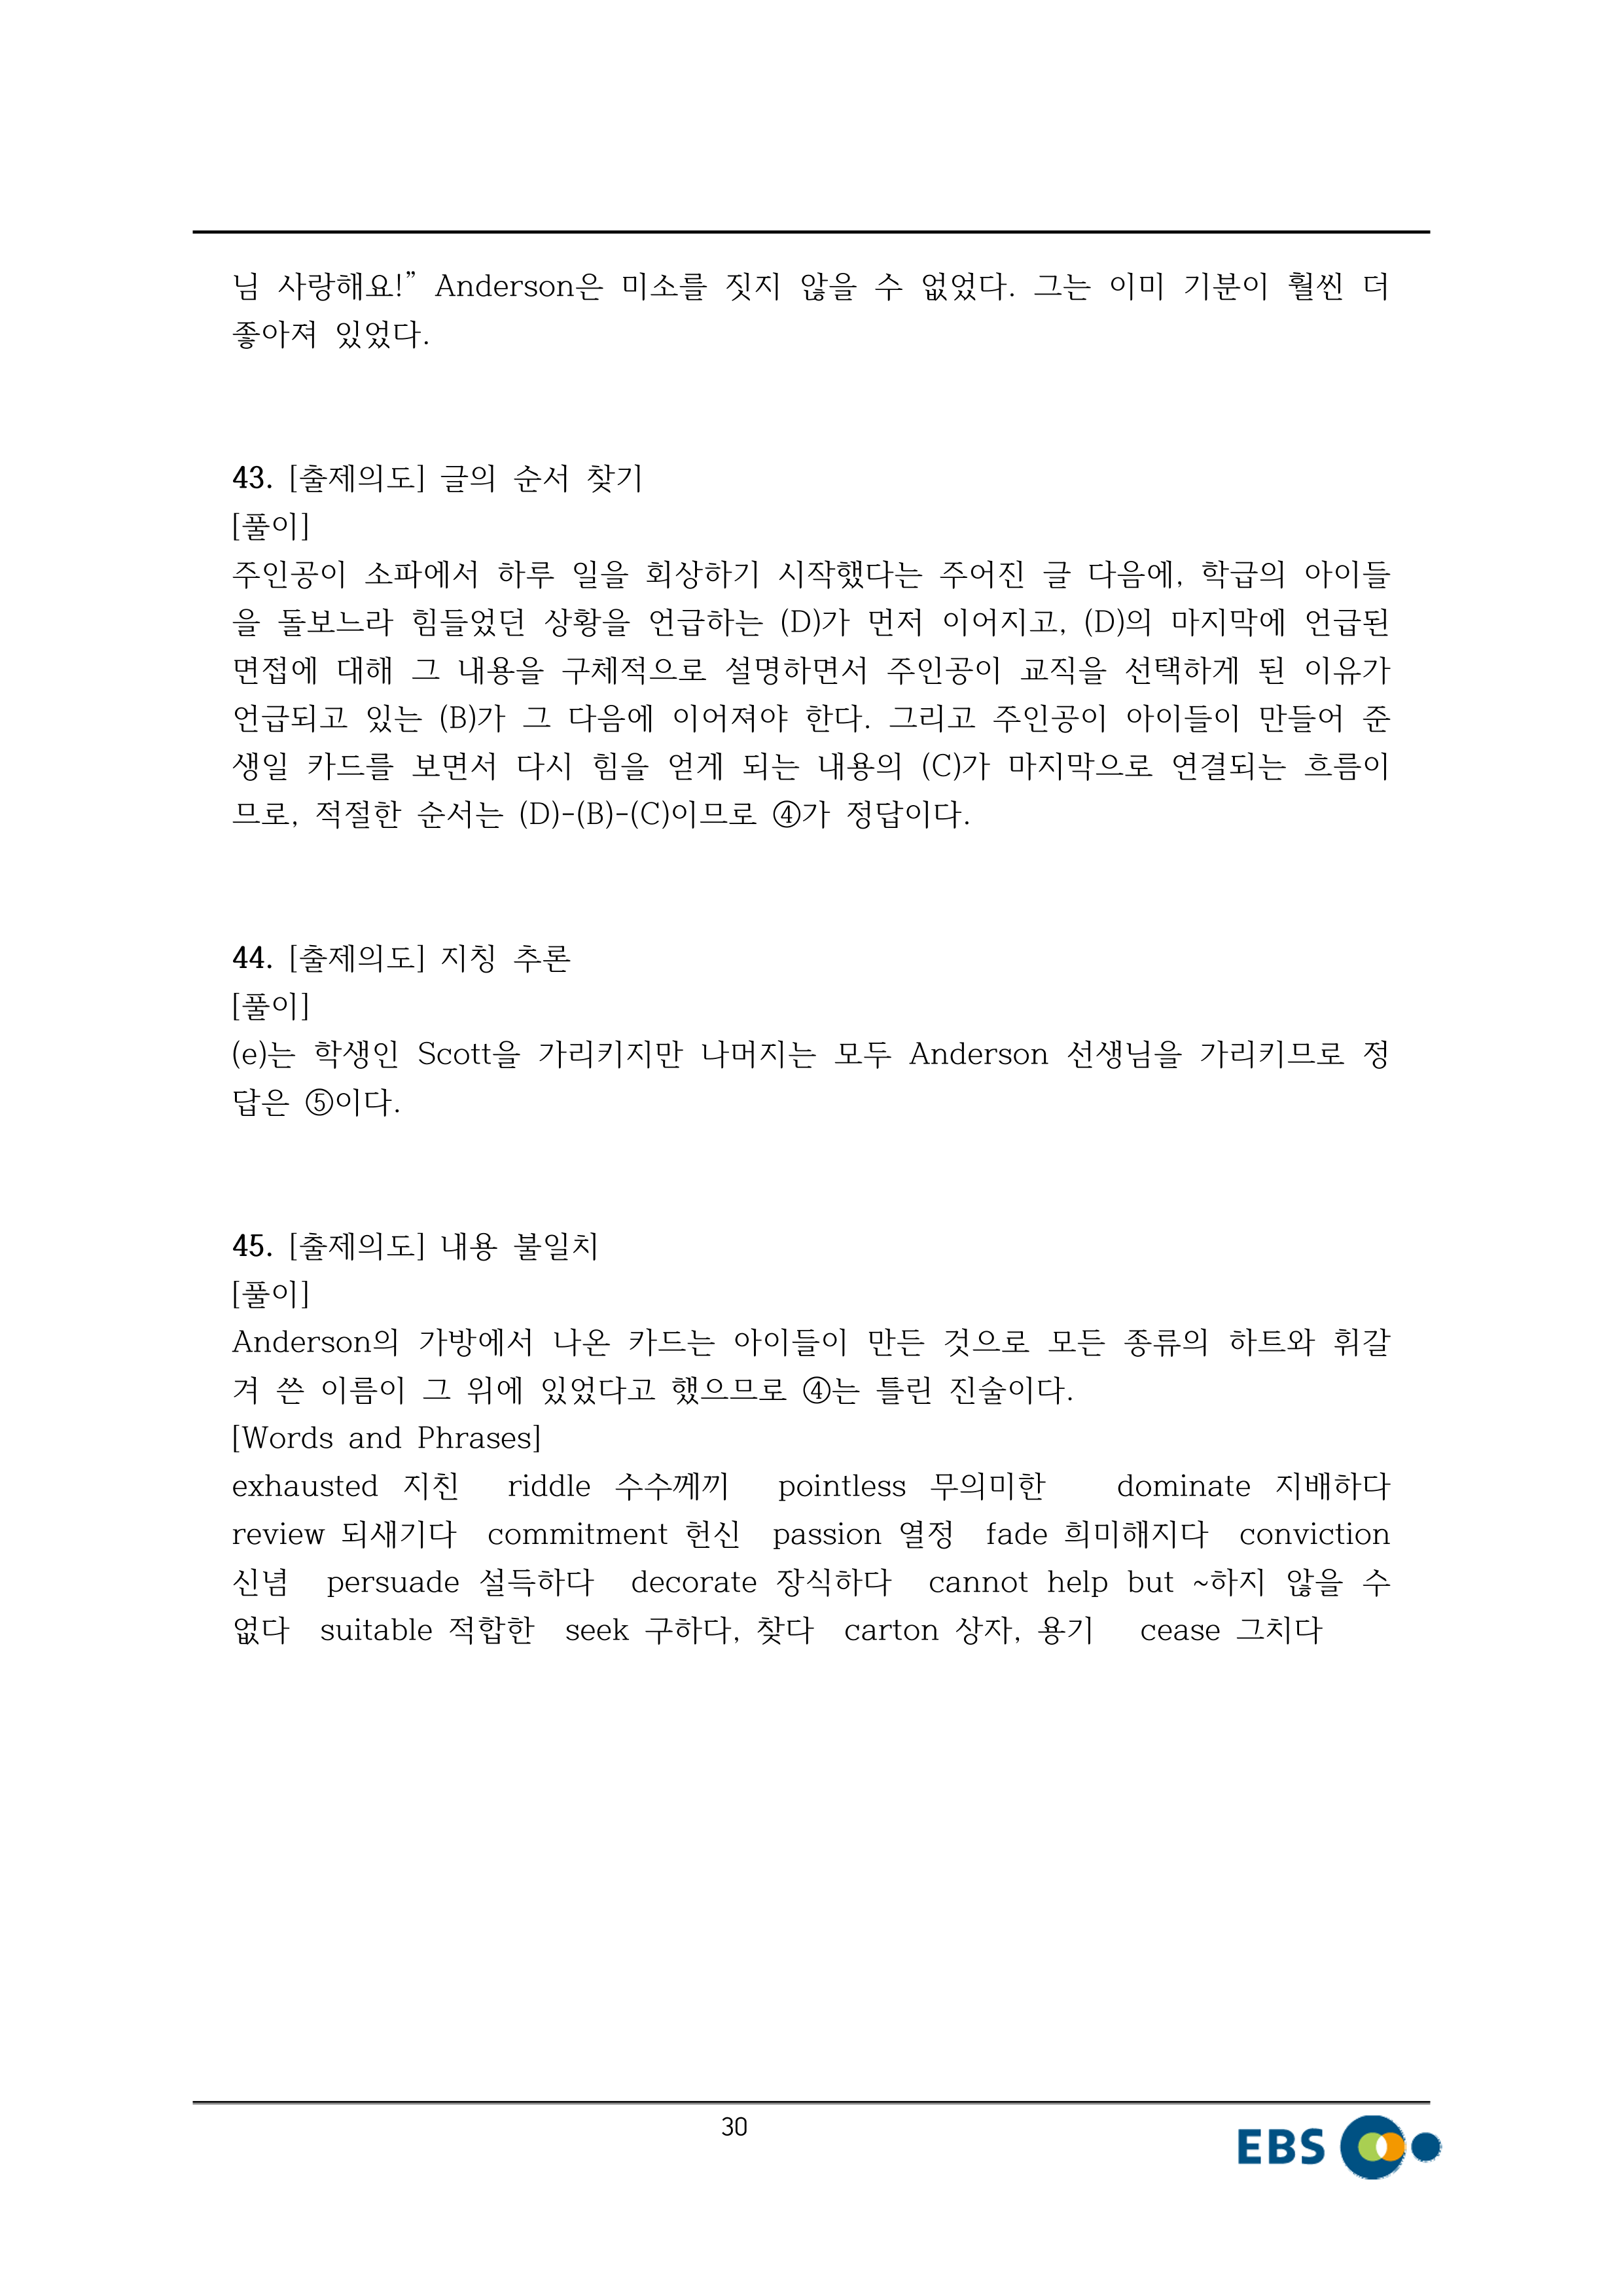 님 사랑해요!” Anderson은 미소를 짓지 않을 수 없었다. 그는 이미 기분이 훨씬 더
좋아져 있었다.
43. [출제의도] 글의 순서 찾기
[풀이]
주인공이 소파에서 하루 일을 회상하기 시작했다는 주어진 글 다음에, 학급의 아이들
을 돌보느라 힘들었던 상황을 언급하는 (D)가 먼저 이어지고, (D)의 마지막에 언급된
면접에 대해 그 내용을 구체적으로 설명하면서 주인공이 교직을 선택하게 된 이유가
언급되고 있는 (B)가 그 다음에 이어져야 한다. 그리고 주인공이 아이들이 만들어 준
생일 카드를 보면서 다시 힘을 얻게 되는 내용의 (C)가 마지막으로 연결되는 흐름이
므로, 적절한 순서는 (D)-(B)-(C)이므로 ④가 정답이다.
44. [출제의도] 지칭 추론
[풀이]
(e)는 학생인 Scott을 가리키지만 나머지는 모두 Anderson 선생님을 가리키므로 정
답은 ⑤이다.
45. [출제의도] 내용 불일치
[풀이]
Anderson의 가방에서 나온 카드는 아이들이 만든 것으로 모든 종류의 하트와 휘갈
겨 쓴 이름이 그 위에 있었다고 했으므로 ④는 틀린 진술이다.
[Words and Phrases]
exhausted 지친 riddle 수수께끼 pointless 무의미한 dominate 지배하다
review 되새기다 commitment 헌신 passion 열정 fade 희미해지다 conviction
신념 persuade 설득하다 decorate 장식하다 cannot help but ~하지 않을 수
없다 suitable 적합한 seek 구하다, 찾다 carton 상자, 용기 cease 그치다
30
EBS